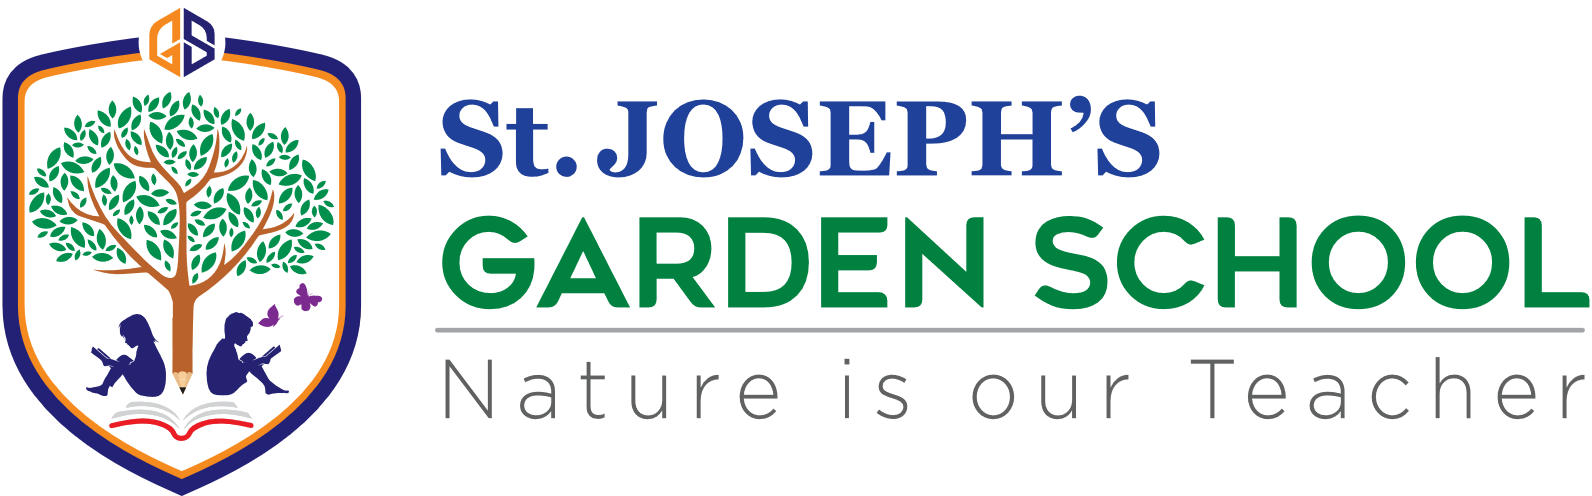 GS
St. JOSEPH'S
GARDEN SCHOOL
Nature is our Teacher